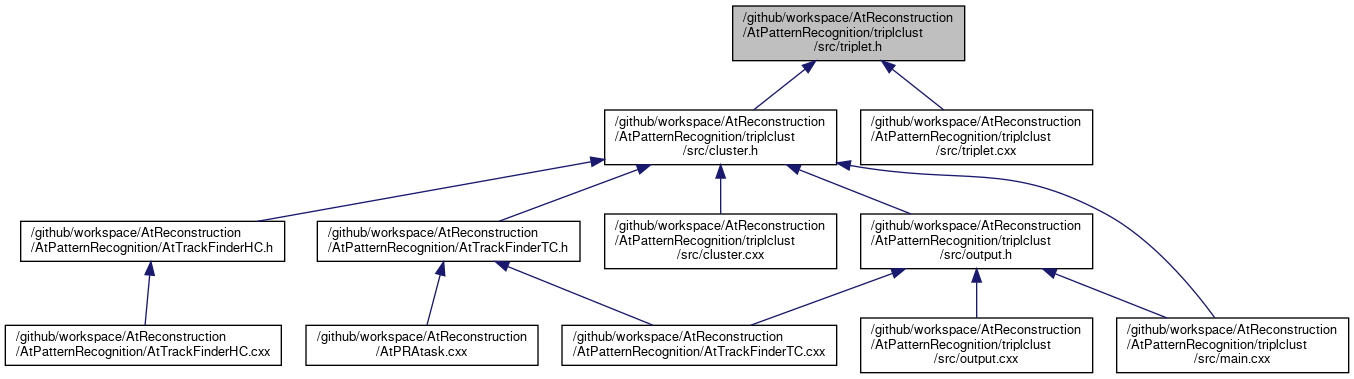 /github/workspace/AtReconstruction
/AtPatternRecognition/triplclust
/src/triplet.h
/github/workspace/AtReconstruction
/AtPatternRecognition/triplclust
/src/cluster.h
/github/workspace/AtReconstruction
/AtPatternRecognition/triplclust
/src/triplet.cxx
/github/workspace/AtReconstruction
/AtPatternRecognition/AtTrackFinderHC.h
/github/workspace/AtReconstruction
/AtPatternRecognition/AtTrackFinderTC.h
/github/workspace/AtReconstruction
/AtPatternRecognition/triplclust
/src/cluster.cxx
/github/workspace/AtReconstruction
/AtPatternRecognition/triplclust
/src/output.h
/github/workspace/AtReconstruction
/AtPatternRecognition/AtTrackFinderHC.cxx
/github/workspace/AtReconstruction
/AtPRAtask.cxx
/github/workspace/AtReconstruction
/AtPatternRecognition/AtTrackFinderTC.cxx
/github/workspace/AtReconstruction
/AtPatternRecognition/triplclust
/src/output.cxx
/github/workspace/AtReconstruction
/AtPatternRecognition/triplclust
/src/main.cxx